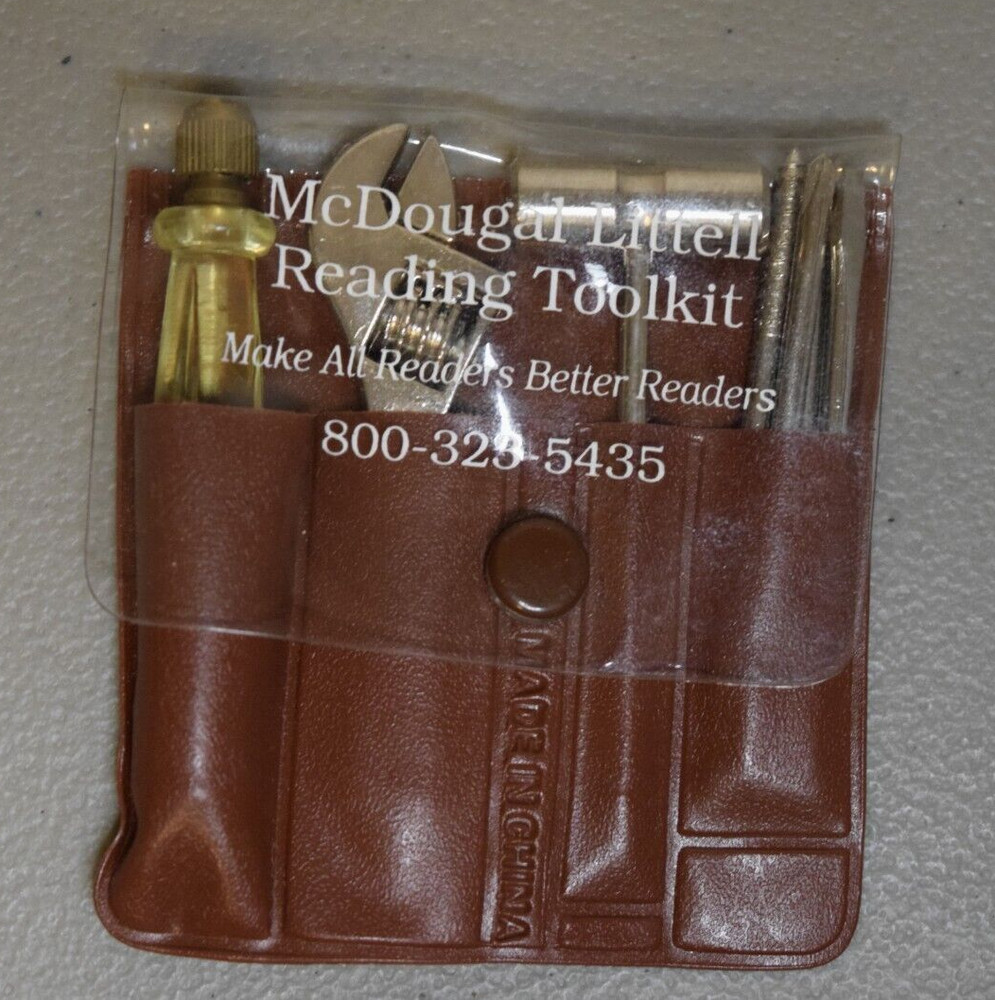 McDougal Littell
Reading Toolkit
Make All Readers Better Readers
800-323-5435
MADE IN CHINA